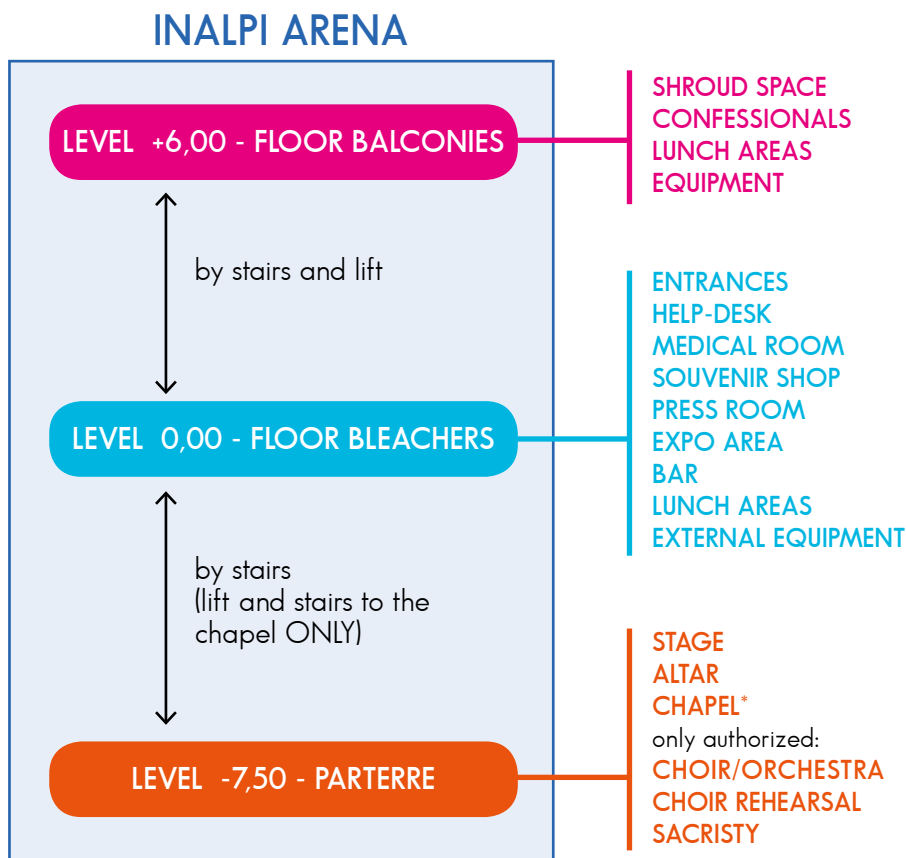 INALPI ARENA
LEVEL +6,00 - FLOOR BALCONIES
SHROUD SPACE
CONFESSIONALS
LUNCH AREAS
EQUIPMENT
by stairs and lift
LEVEL 0,00 - FLOOR BLEACHERS
ENTRANCES
HELP-DESK
MEDICAL ROOM
SOUVENIR SHOP
PRESS ROOM
EXPO AREA
BAR
LUNCH AREAS
EXTERNAL EQUIPMENT
by stairs
(lift and stairs to the
chapel ONLY)
LEVEL -7,50 - PARTERRE
STAGE
ALTAR
CHAPEL*
only authorized:
CHOIR/ORCHESTRA
CHOIR REHEARSAL
SACRISTY